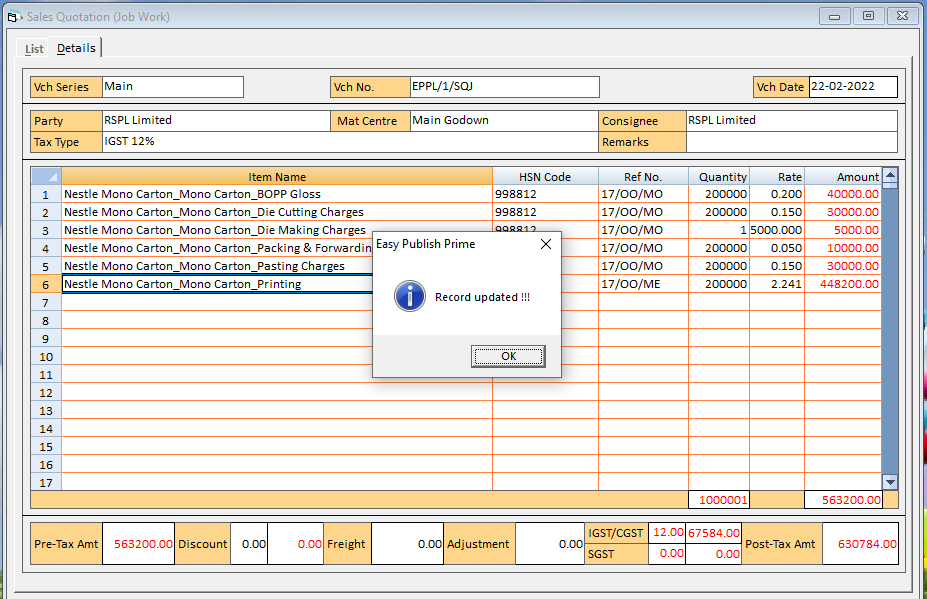 Sales Quotation (Job Work)
List Details
Vch Series Main Vch No. EPPL/1/SQJ Vch Date 22-02-2022
Party RSPL Limited Mat Centre Main Godown Consignee RSPL Limited
Tax Type IGST 12% Remarks
Item Name HSN Code Ref No. Quantity Rate Amount
1 Nestle Mono Carton_Mono Carton_BOPP Gloss 998812 17/OO/MO 200000 0.200 40000.00
2 Nestle Mono Carton_Mono Carton_Die Cutting Charges 998812 17/OO/MO 200000 0.150 30000.00
3 Nestle Mono Carton_Mono Carton_Die Making Charges 998812 17/OO/MO 1 5000.000 5000.00
4 Nestle Mono Carton_Mono Carton_Packing & Forwardin 17/OO/MO 200000 0.050 10000.00
5 Nestle Mono Carton_Mono Carton_Pasting Charges 17/OO/MO 200000 0.150 30000.00
6 Nestle Mono Carton_Mono Carton_Printing 17/OO/ME 200000 2.241 448200.00
7
8
9
10
11
12
13
14
15
16
17
Easy Publish Prime
Record updated !!!
OK
1000001 563200.00
Pre-Tax Amt 563200.00 Discount 0.00 0.00 Freight 0.00 Adjustment 0.00 IGST/CGST 12.00 67584.00 Post-Tax Amt 630784.00
SGST 0.00 0.00